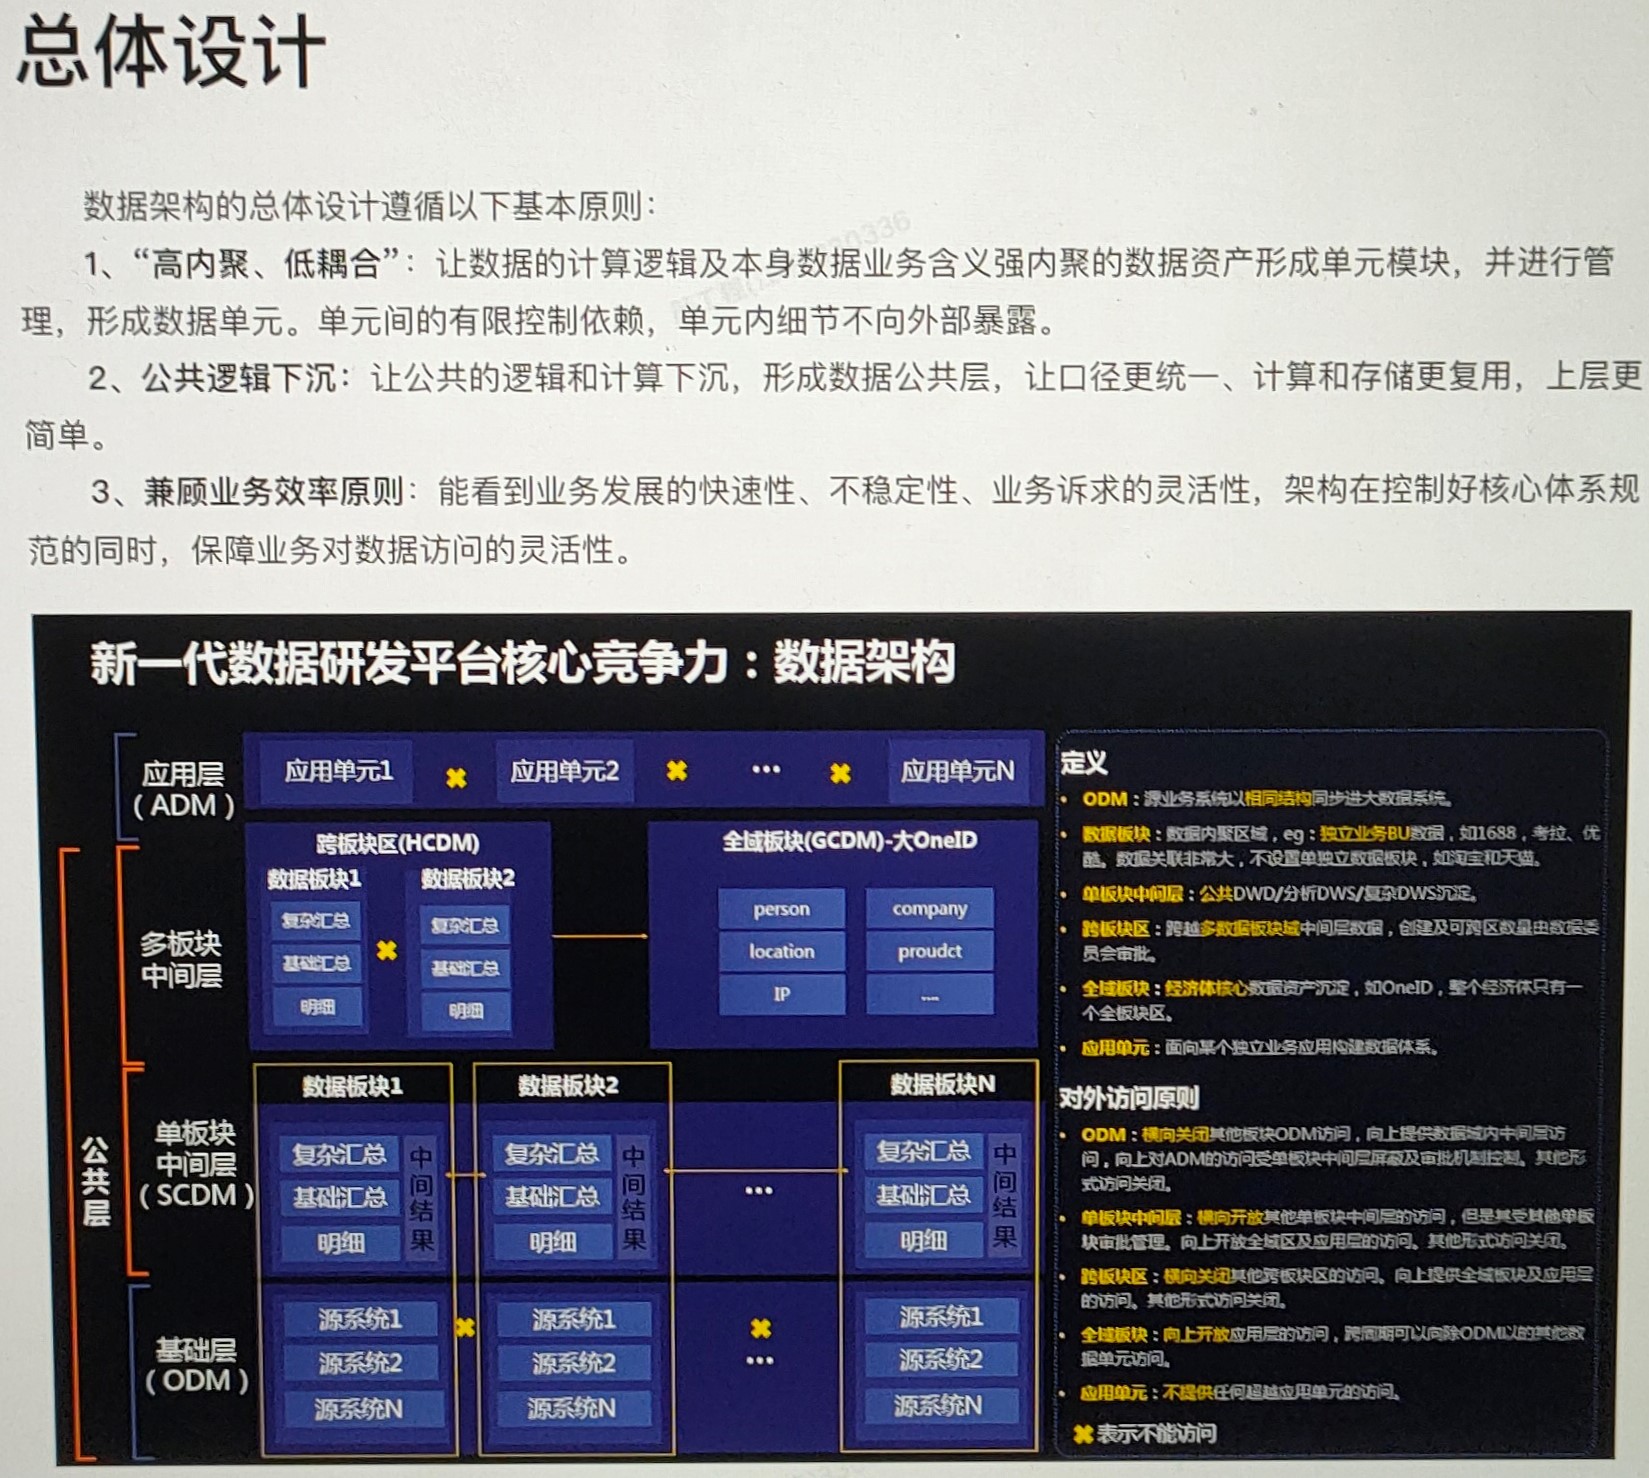 总体设计
数据架构的总体设计遵循以下基本原则：
1、“高内聚、低耦合”：让数据的计算逻辑及本身数据业务含义强内聚的数据资产形成单元模块，并进行管
理，形成数据单元。单元间的有限控制依赖，单元内细节不向外部暴露。
2、公共逻辑下沉：让公共的逻辑和计算下沉，形成数据公共层，让口径更统一、计算和存储更复用，上层更
简单。
3、兼顾业务效率原则：能看到业务发展的快速性、不稳定性、业务诉求的灵活性，架构在控制好核心体系规
范的同时，保障业务对数据访问的灵活性。
新一代数据研发平台核心竞争力：数据架构
应用层
（ADM）
应用单元1
应用单元2
...
应用单元N
公共层
多板块
中间层
跨板块区(HCDM)
数据板块1
复杂汇总
基础汇总
明细
数据板块2
复杂汇总
基础汇总
明细
全域板块(GCDM)-大OneID
person
company
location
proudct
IP
....
单板块
中间层
（SCDM）
数据板块1
复杂汇总
基础汇总
明细
中间结果
数据板块2
复杂汇总
基础汇总
明细
中间结果
...
数据板块N
复杂汇总
基础汇总
明细
中间结果
基础层
（ODM）
源系统1
源系统2
源系统N
源系统1
源系统2
源系统N
...
源系统1
源系统2
源系统N
定义
• ODM：源业务系统以相同结构同步进大数据系统。
• 数据板块：数据内聚区域，eg：独立业务BU数据，如1688，考拉、优
酷。数据关联非常大，不设置单独立数据板块，如淘宝和天猫。
• 单板块中间层：公共DWD/分析DWS/复杂DWS沉淀。
• 跨板块区：跨越多数据板块域中间层数据，创建及可跨区数量由数据委
员会审批。
• 全域板块：经济体核心数据资产沉淀，如OneID，整个经济体只有一
个全板块区。
• 应用单元：面向某个独立业务应用构建数据体系。
对外访问原则
• ODM：横向关闭其他板块ODM访问，向上提供数据域内中间层访
问，向上对ADM的访问受单板块中间层屏蔽及审批机制控制。其他形
式访问关闭。
• 单板块中间层：横向开放其他单板块中间层的访问，但是其受其他单板
块审批管理。向上开放全域区及应用层的访问。其他形式访问关闭。
• 跨板块区：横向关闭其他跨板块区的访问。向上提供全域板块及应用层
的访问。其他形式访问关闭。
• 全域板块：向上开放应用层的访问，跨周期可以向除ODM以的其他数
据单元访问。
• 应用单元：不提供任何超越应用单元的访问。
表示不能访问